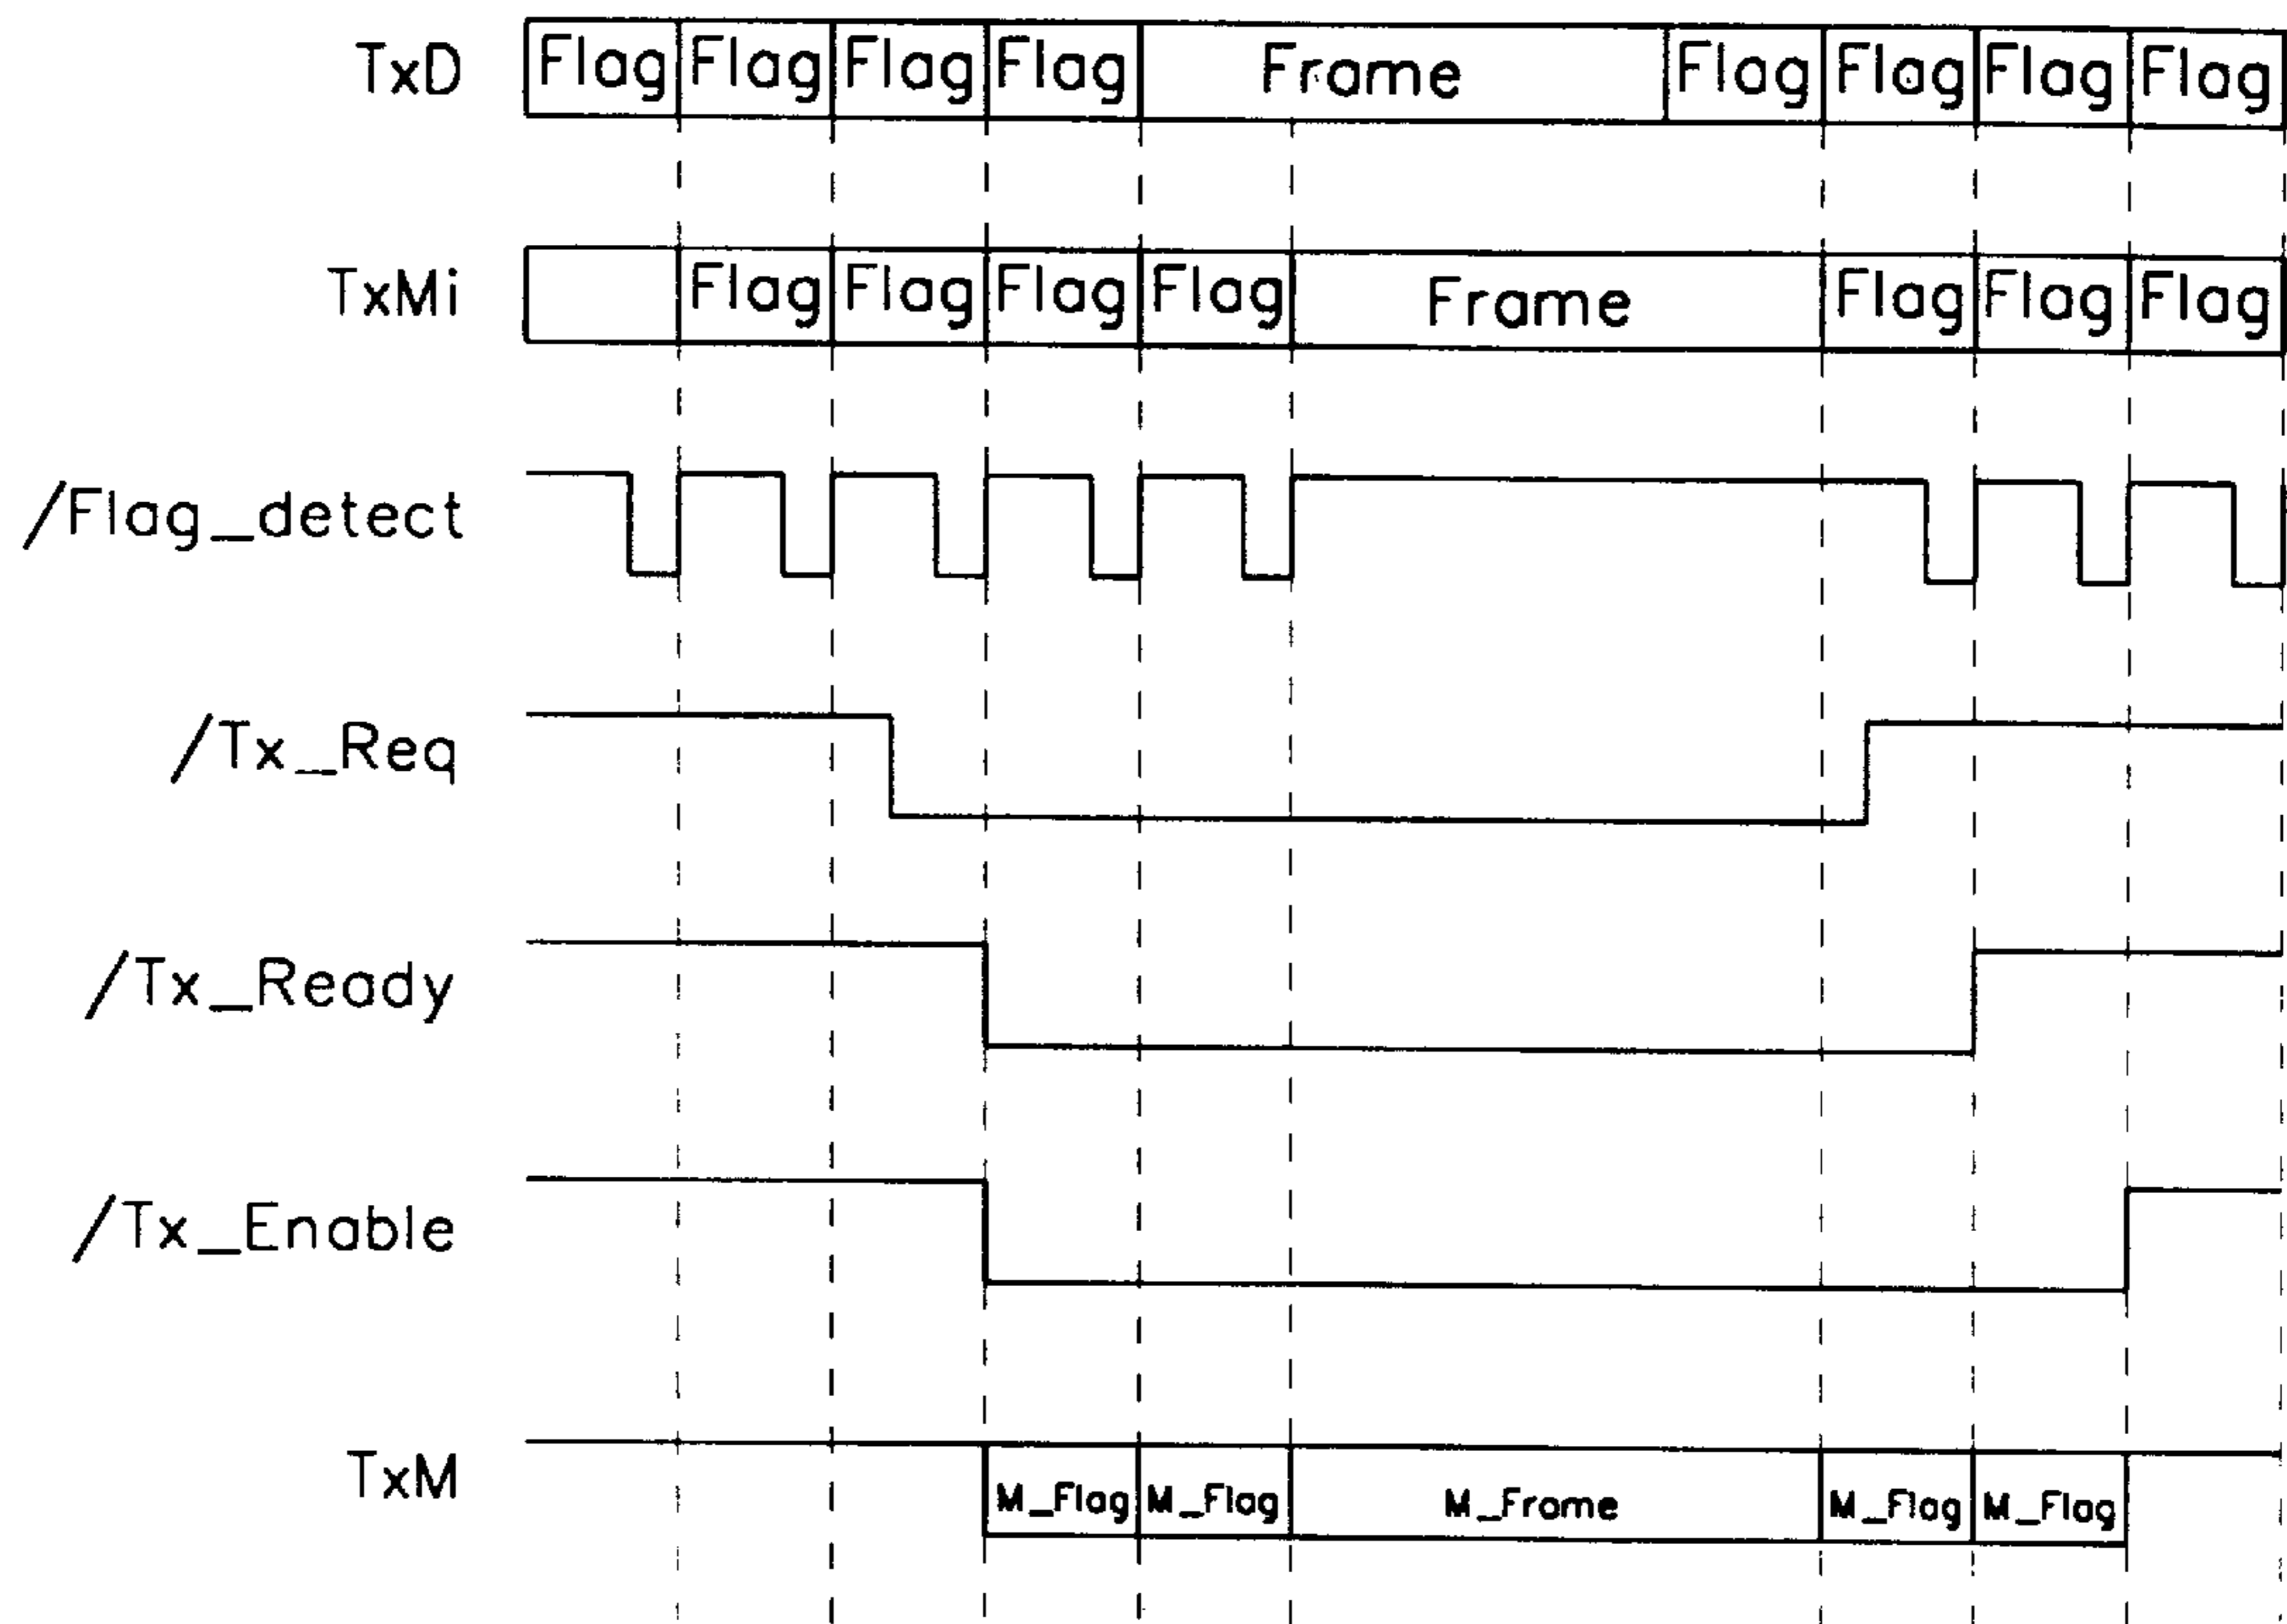 TxD Flag Flag Flag Flag Frame Flag Flag Flag Flag
TxMi Flag Flag Flag Flag Frame Flag Flag Flag
/Flag_detect
/Tx_Req
/Tx_Ready
/Tx_Enable
TxM M_Flag M_Flag M_Frame M_Flag M_Flag